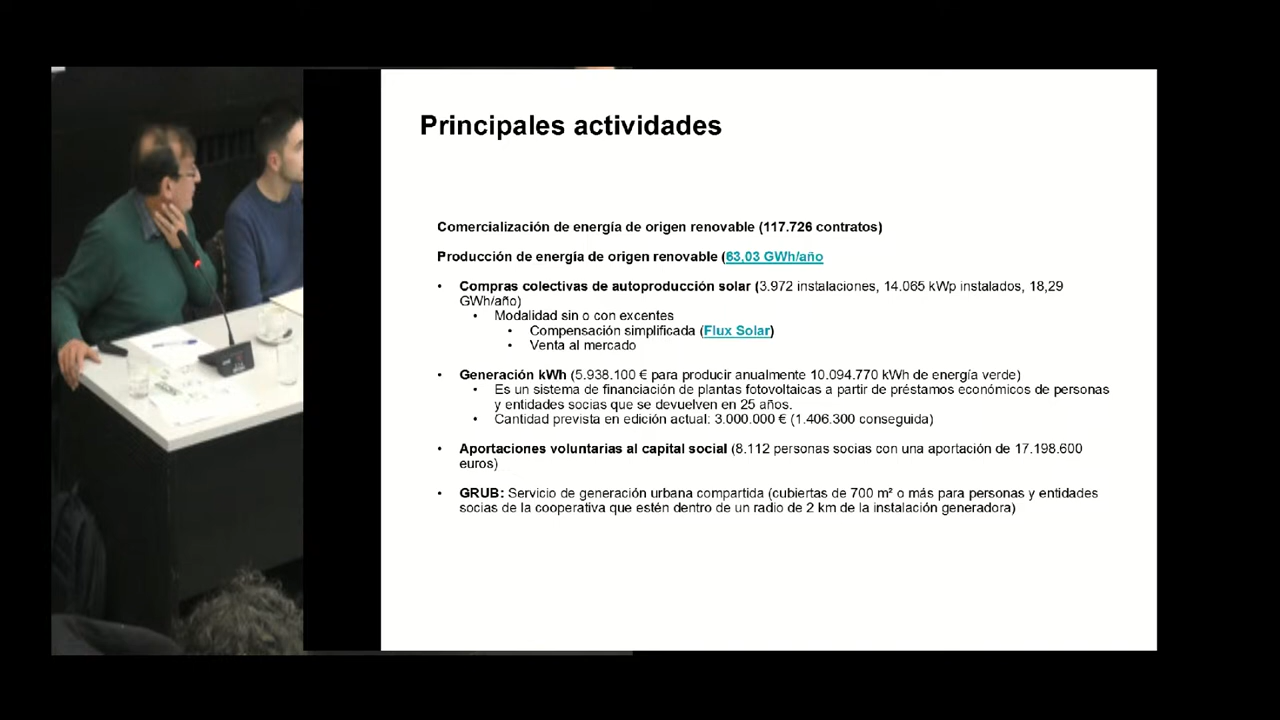 Principales actividades
Comercialización de energía de origen renovable (117.726 contratos)
Producción de energía de origen renovable (63,03 GWh/año
• Compras colectivas de autoproducción solar (3.972 instalaciones, 14.065 kWp instalados, 18,29
GWh/año)
• Modalidad sin o con excentes
• Compensación simplificada (Flux Solar)
• Venta al mercado
• Generación kWh (5.938.100 € para producir anualmente 10.094.770 kWh de energía verde)
• Es un sistema de financiación de plantas fotovoltaicas a partir de préstamos económicos de personas
y entidades socias que se devuelven en 25 años.
• Cantidad prevista en edición actual: 3.000.000 € (1.406.300 conseguida)
• Aportaciones voluntarias al capital social (8.112 personas socias con una aportación de 17.198.600
euros)
• GRUB: Servicio de generación urbana compartida (cubiertas de 700 m² o más para personas y entidades
socias de la cooperativa que estén dentro de un radio de 2 km de la instalación generadora)